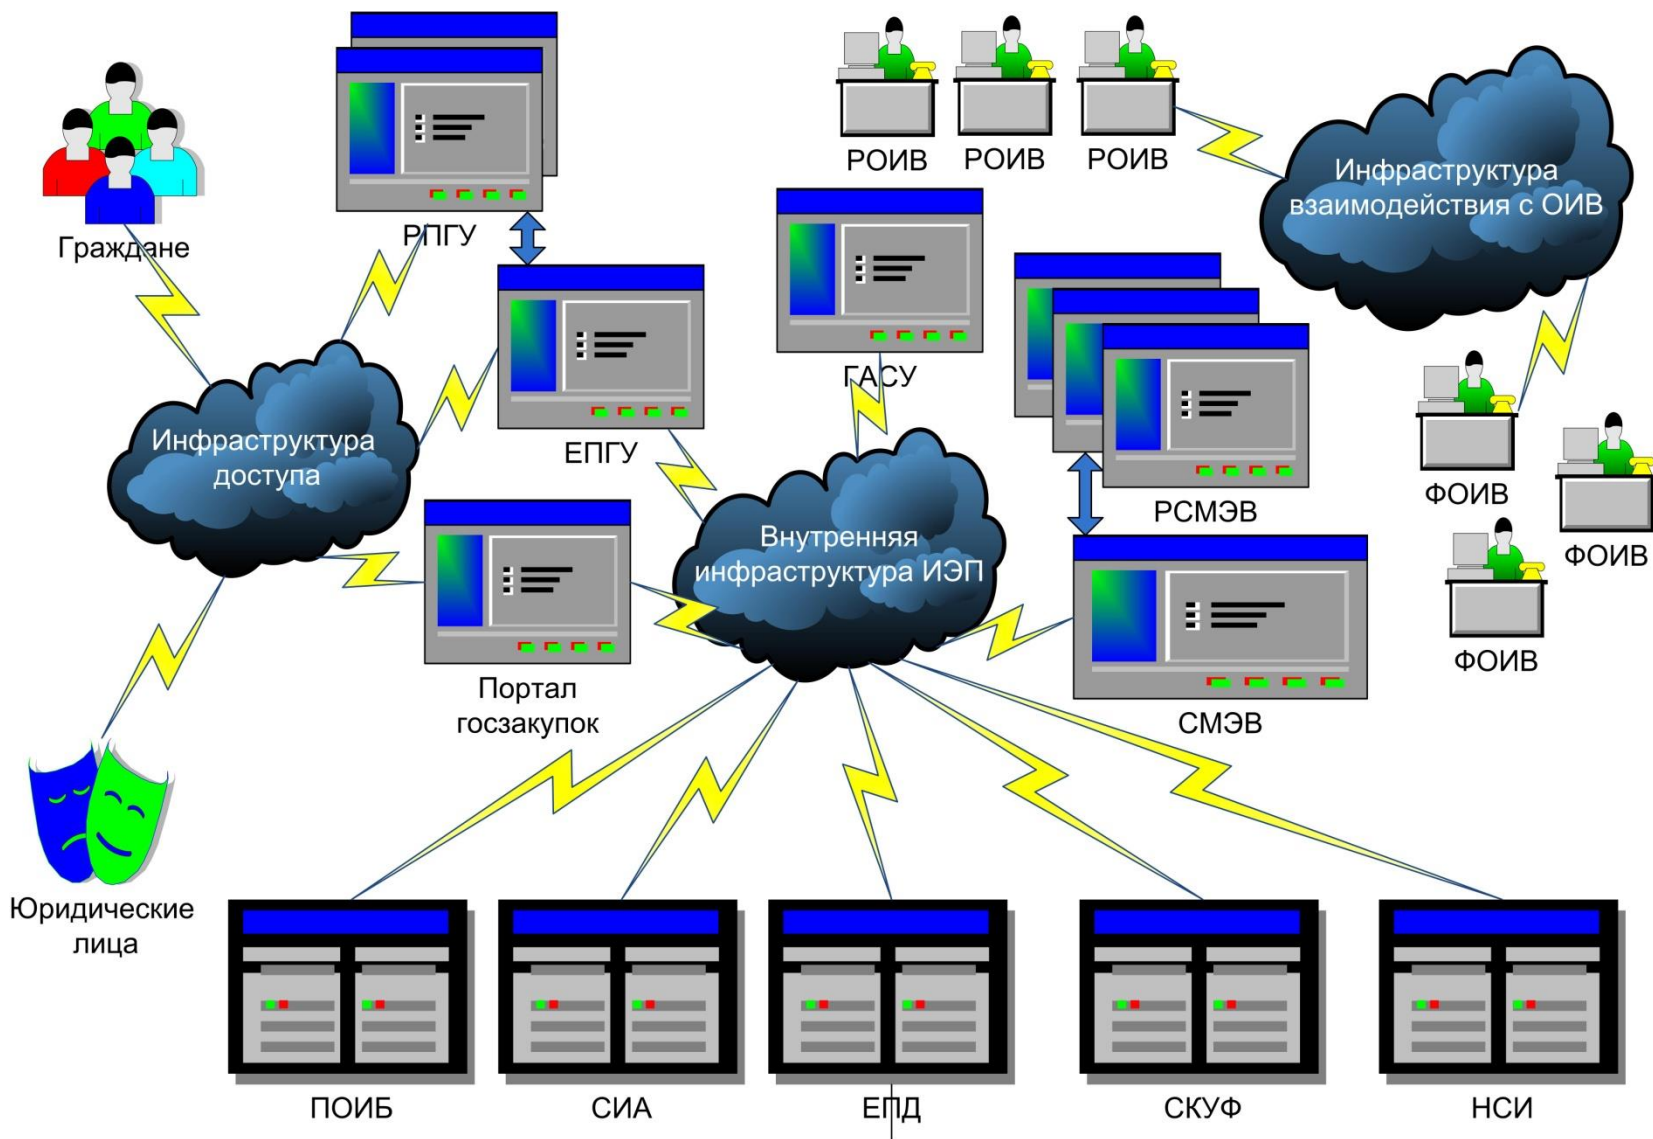 РОИВ
РОИВ
РОИВ
Инфраструктура
взаимодействия с ОИВ
Граждане
РПГУ
ЕПГУ
ГАСУ
Инфраструктура
доступа
РСМЭВ
ФОИВ
ФОИВ
ФОИВ
Внутренняя
инфраструктура ИЭП
Портал
госзакупок
СМЭВ
Юридические
лица
ПОИБ
СИА
ЕПД
СКУФ
НСИ